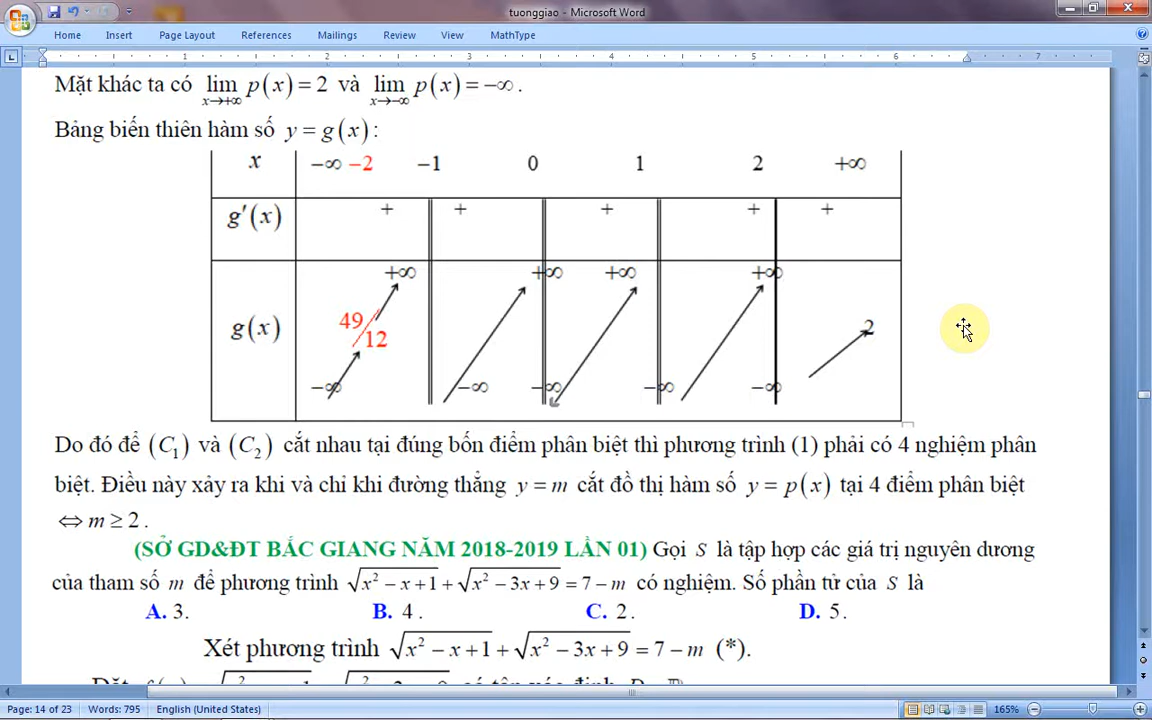 tuonggiao - Microsoft Word
Home Insert Page Layout References Mailings Review View MathType
1 2 3 4 5 6 7
Mặt khác ta có lim x→+∞ p(x) = 2 và lim x→−∞ p(x) = −∞ .
Bảng biến thiên hàm số y = g(x) :
x −∞ −2 −1 0 1 2 +∞
g′(x) + + + + +
+∞ +∞ +∞ +∞
g(x) 49/12 2
−∞ −∞ −∞ −∞ −∞
Do đó để (C₁) và (C₂) cắt nhau tại đúng bốn điểm phân biệt thì phương trình (1) phải có 4 nghiệm phân
biệt. Điều này xảy ra khi và chỉ khi đường thẳng y = m cắt đồ thị hàm số y = p(x) tại 4 điểm phân biệt
⇔ m ≥ 2 .
(SỞ GD&ĐT BẮC GIANG NĂM 2018-2019 LẦN 01) Gọi S là tập hợp các giá trị nguyên dương
của tham số m để phương trình √(x² − x + 1) + √(x² − 3x + 9) = 7 − m có nghiệm. Số phần tử của S là
A. 3. B. 4 . C. 2 . D. 5 .
Xét phương trình √(x² − x + 1) + √(x² − 3x + 9) = 7 − m (*).
Page: 14 of 23 Words: 795 English (United States) 165%